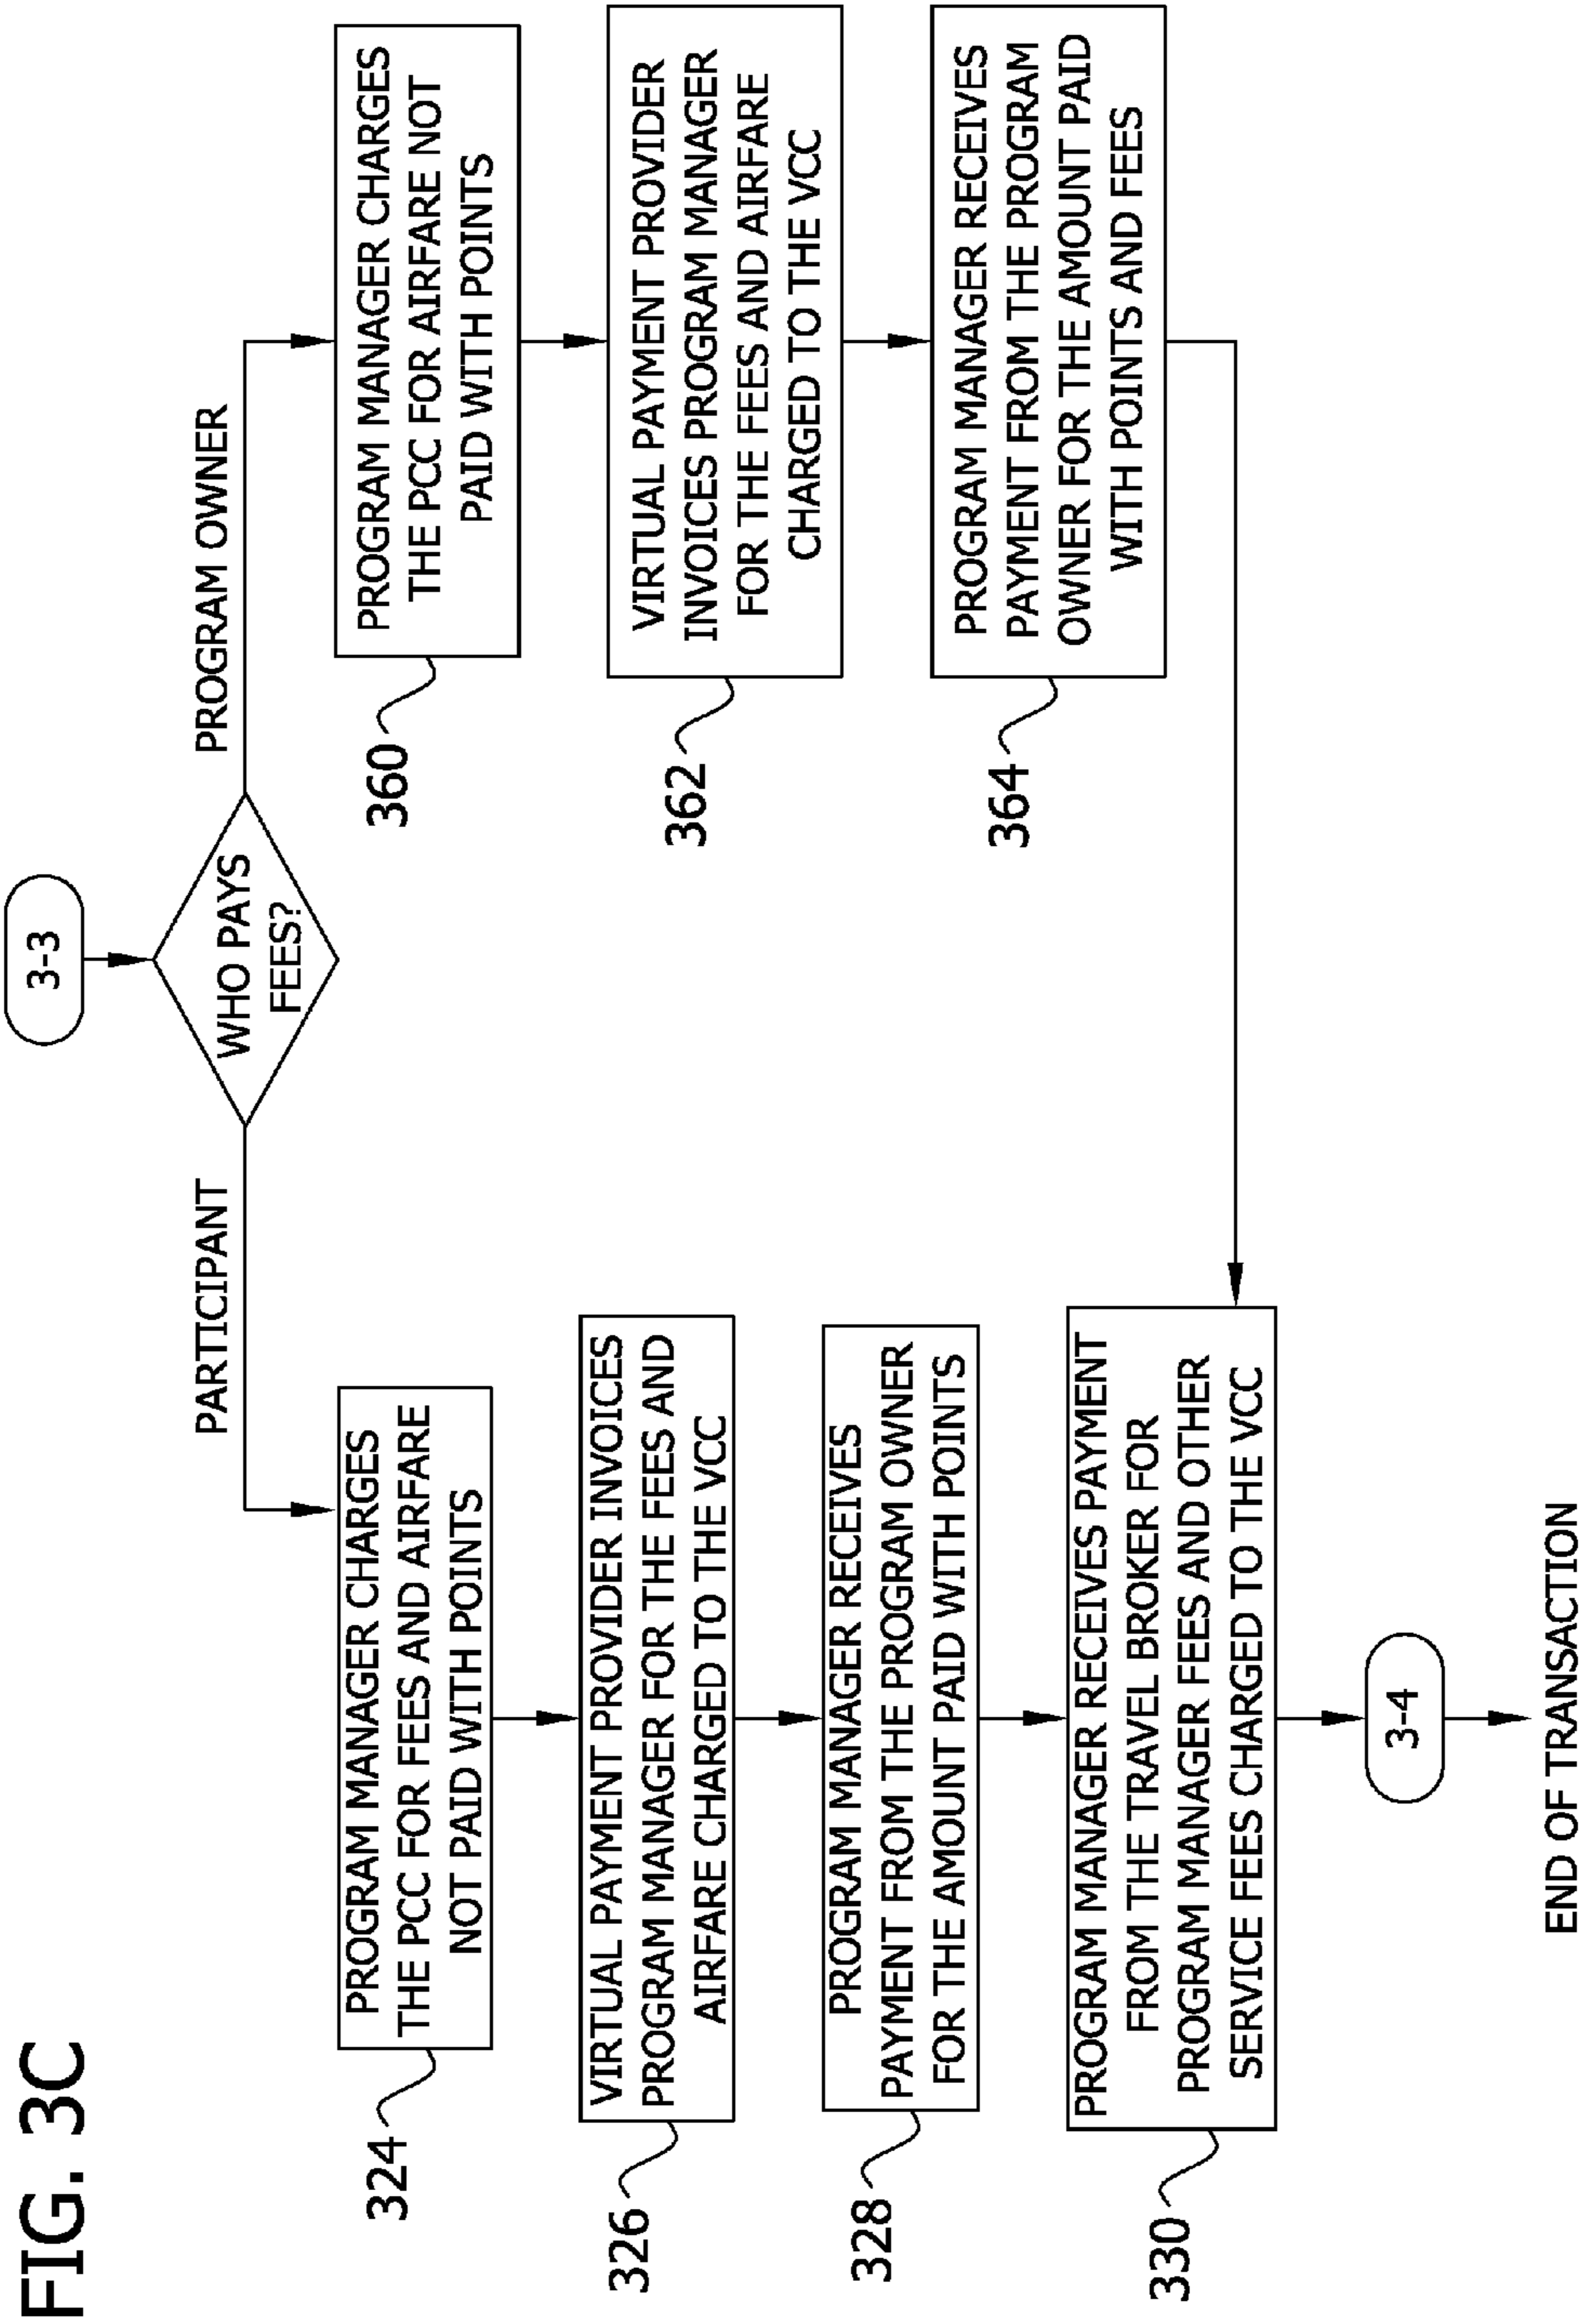 FIG. 3C
3-3
WHO PAYS
FEES?
PARTICIPANT
PROGRAM OWNER
PROGRAM MANAGER CHARGES
THE PCC FOR FEES AND AIRFARE
NOT PAID WITH POINTS
324
VIRTUAL PAYMENT PROVIDER INVOICES
PROGRAM MANAGER FOR THE FEES AND
AIRFARE CHARGED TO THE VCC
326
PROGRAM MANAGER RECEIVES
PAYMENT FROM THE PROGRAM OWNER
FOR THE AMOUNT PAID WITH POINTS
328
PROGRAM MANAGER RECEIVES PAYMENT
FROM THE TRAVEL BROKER FOR
PROGRAM MANAGER FEES AND OTHER
SERVICE FEES CHARGED TO THE VCC
330
PROGRAM MANAGER CHARGES
THE PCC FOR AIRFARE NOT
PAID WITH POINTS
360
VIRTUAL PAYMENT PROVIDER
INVOICES PROGRAM MANAGER
FOR THE FEES AND AIRFARE
CHARGED TO THE VCC
362
PROGRAM MANAGER RECEIVES
PAYMENT FROM THE PROGRAM
OWNER FOR THE AMOUNT PAID
WITH POINTS AND FEES
364
3-4
END OF TRANSACTION